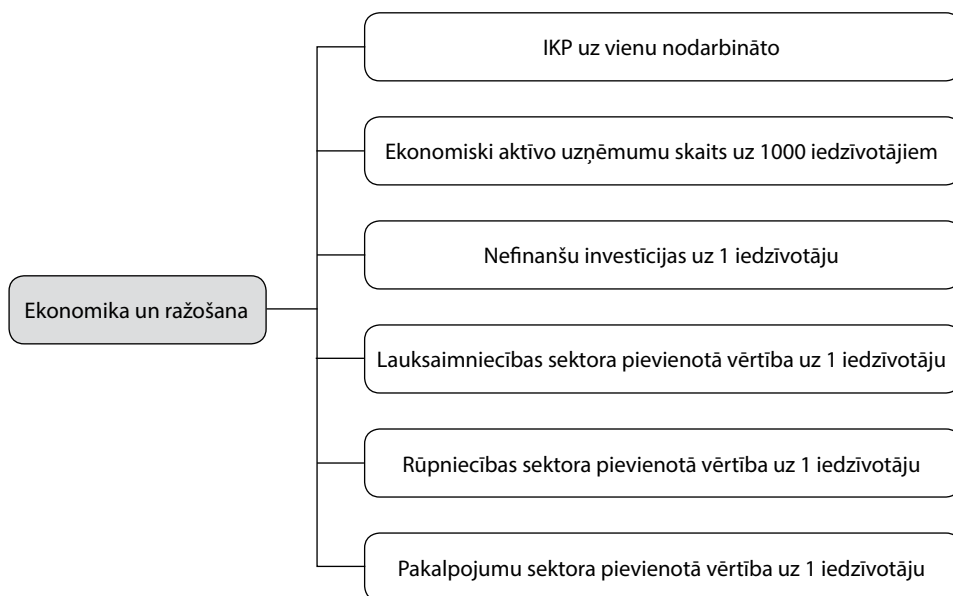 IKP uz vienu nodarbināto
Ekonomiski aktīvo uzņēmumu skaits uz 1000 iedzīvotājiem
Nefinanšu investīcijas uz 1 iedzīvotāju
Ekonomika un ražošana
Lauksaimniecības sektora pievienotā vērtība uz 1 iedzīvotāju
Rūpniecības sektora pievienotā vērtība uz 1 iedzīvotāju
Pakalpojumu sektora pievienotā vērtība uz 1 iedzīvotāju